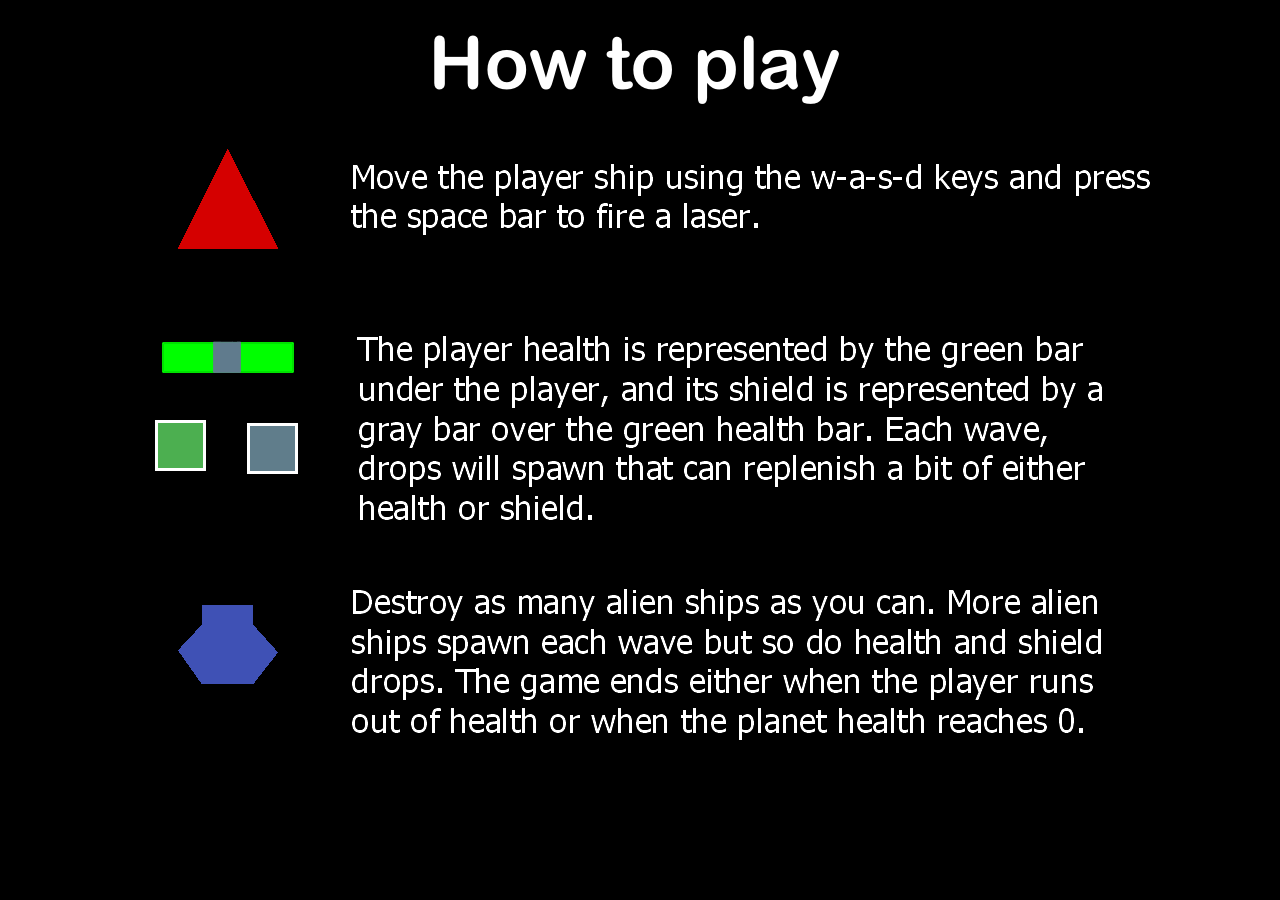 How to play
Move the player ship using the w-a-s-d keys and press
the space bar to fire a laser.
The player health is represented by the green bar
under the player, and its shield is represented by a
gray bar over the green health bar. Each wave,
drops will spawn that can replenish a bit of either
health or shield.
Destroy as many alien ships as you can. More alien
ships spawn each wave but so do health and shield
drops. The game ends either when the player runs
out of health or when the planet health reaches 0.